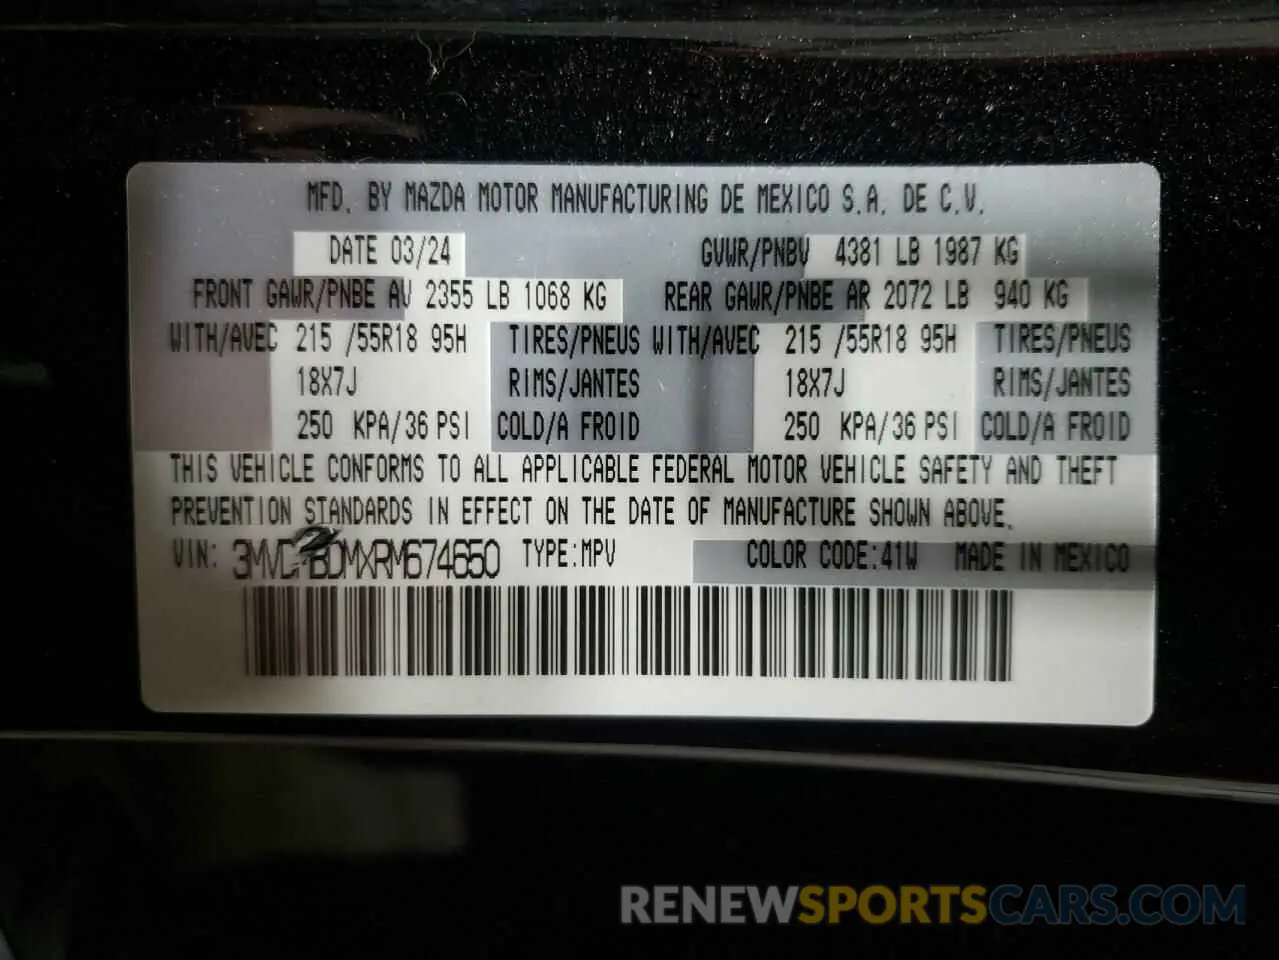 MFD. BY MAZDA MOTOR MANUFACTURING DE MEXICO S.A. DE C.V.
DATE 03/24 GVWR/PNBV 4381 LB 1987 KG
FRONT GAWR/PNBE AV 2355 LB 1068 KG REAR GAWR/PNBE AR 2072 LB 940 KG
WITH/AVEC 215 /55R18 95H TIRES/PNEUS WITH/AVEC 215 /55R18 95H TIRES/PNEUS
18X7J RIMS/JANTES 18X7J RIMS/JANTES
250 KPA/36 PSI COLD/A FROID 250 KPA/36 PSI COLD/A FROID
THIS VEHICLE CONFORMS TO ALL APPLICABLE FEDERAL MOTOR VEHICLE SAFETY AND THEFT
PREVENTION STANDARDS IN EFFECT ON THE DATE OF MANUFACTURE SHOWN ABOVE.
VIN: TYPE:MPV COLOR CODE:41W MADE IN MEXICO
RENEWSPORTSCARS.COM